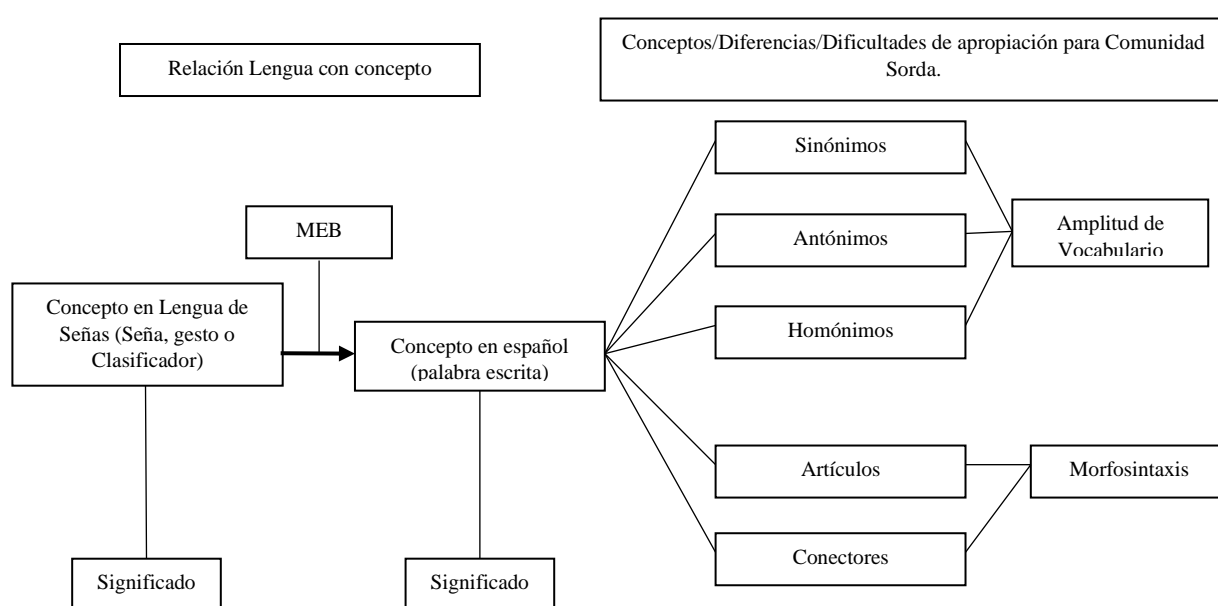 Relación Lengua con concepto
Conceptos/Diferencias/Dificultades de apropiación para Comunidad
Sorda.
Sinónimos
MEB
Antónimos
Amplitud de
Vocabulario
Concepto en Lengua de
Señas (Seña, gesto o
Clasificador)
Concepto en español
(palabra escrita)
Homónimos
Artículos
Morfosintaxis
Conectores
Significado
Significado